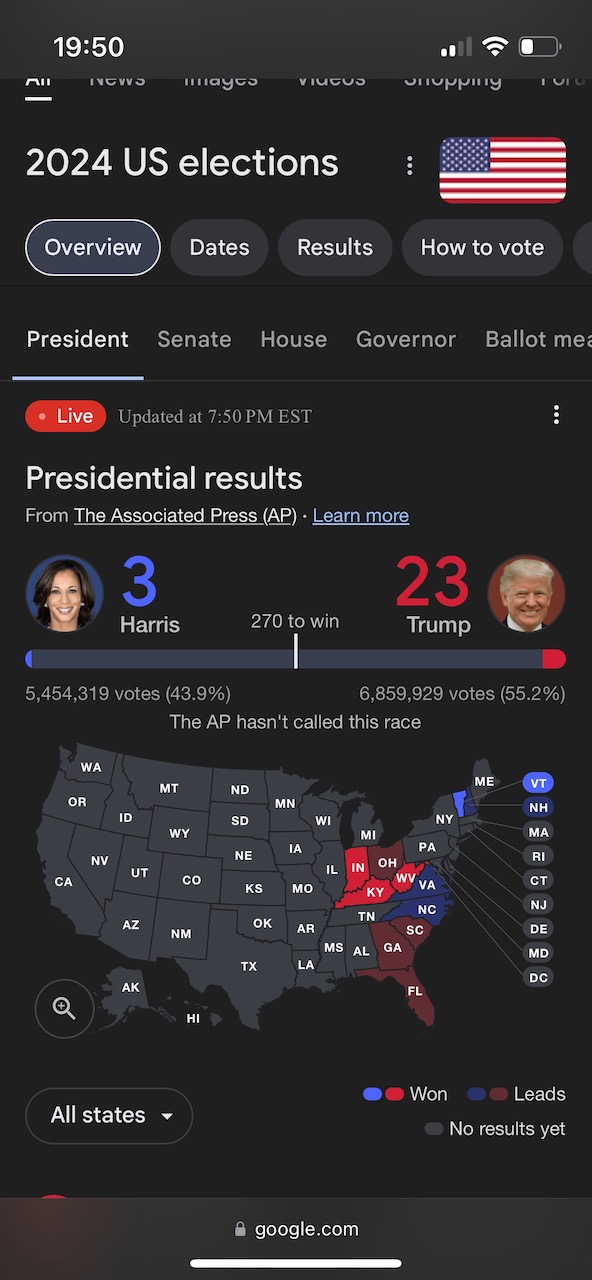 19:50
All News Images Videos Shopping
2024 US elections
Overview Dates Results How to vote
President Senate House Governor Ballot mea
Live Updated at 7:50 PM EST
Presidential results
From The Associated Press (AP) · Learn more
3 23
Harris 270 to win Trump
5,454,319 votes (43.9%) 6,859,929 votes (55.2%)
The AP hasn't called this race
WA MT ND MN ME VT
OR ID SD WI NH
WY MI NY MA
NV UT NE IA PA RI
CA CO KS MO IL IN OH WV VA CT
KY NJ
AZ NM OK AR TN NC DE
TX LA MS AL GA SC MD
AK FL DC
HI
All states
Won Leads
No results yet
google.com